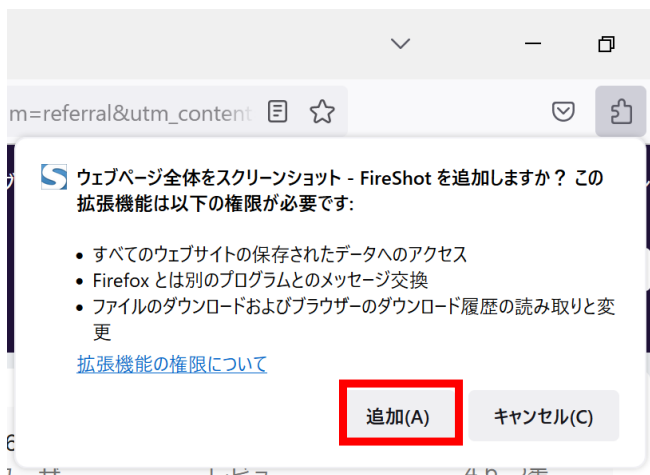 m=referral&utm_content
ウェブページ全体をスクリーンショット - FireShot を追加しますか？ この
拡張機能は以下の権限が必要です:
• すべてのウェブサイトの保存されたデータへのアクセス
• Firefox とは別のプログラムとのメッセージ交換
• ファイルのダウンロードおよびブラウザーのダウンロード履歴の読み取りと変
更
拡張機能の権限について
追加(A)
キャンセル(C)